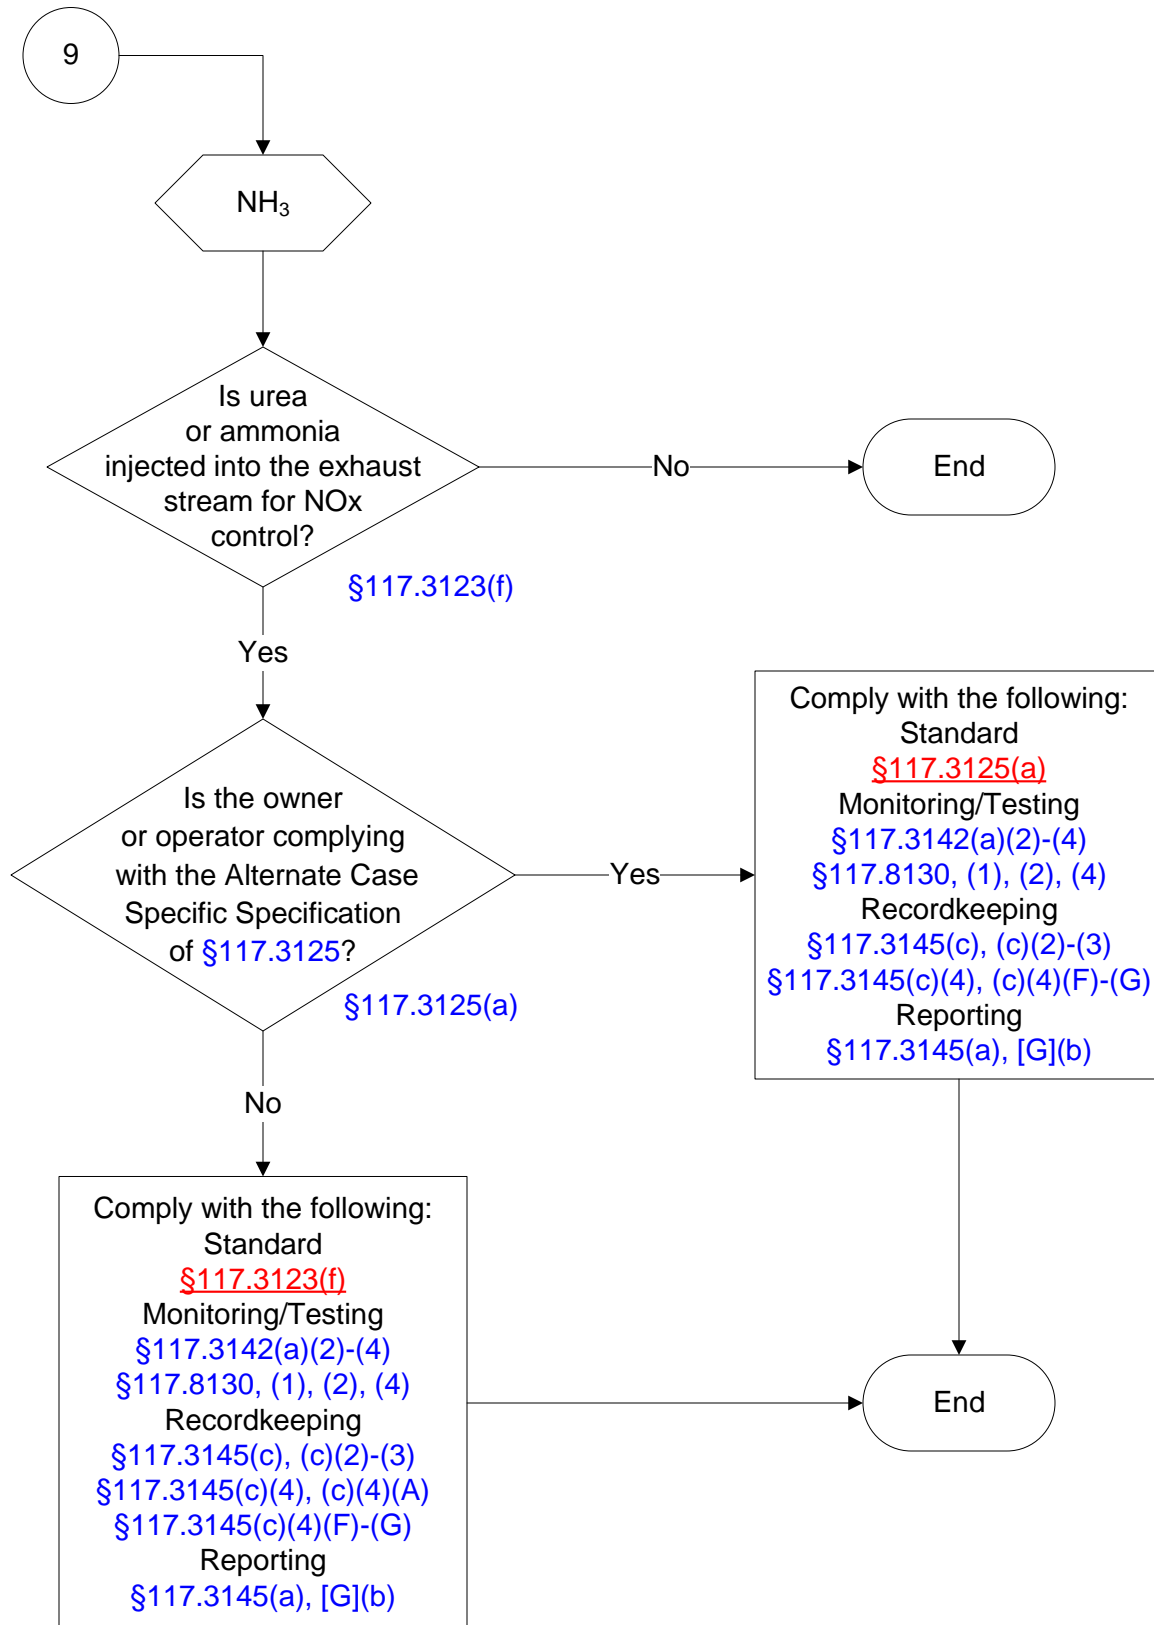 9
NH₃
Is urea
or ammonia
injected into the exhaust
stream for NOx
control?
No
End
§117.3123(f)
Yes
Is the owner
or operator complying
with the Alternate Case
Specific Specification
of §117.3125?
§117.3125(a)
Yes
Comply with the following:
Standard
§117.3125(a)
Monitoring/Testing
§117.3142(a)(2)-(4)
§117.8130, (1), (2), (4)
Recordkeeping
§117.3145(c), (c)(2)-(3)
§117.3145(c)(4), (c)(4)(F)-(G)
Reporting
§117.3145(a), [G](b)
No
Comply with the following:
Standard
§117.3123(f)
Monitoring/Testing
§117.3142(a)(2)-(4)
§117.8130, (1), (2), (4)
Recordkeeping
§117.3145(c), (c)(2)-(3)
§117.3145(c)(4), (c)(4)(A)
§117.3145(c)(4)(F)-(G)
Reporting
§117.3145(a), [G](b)
End